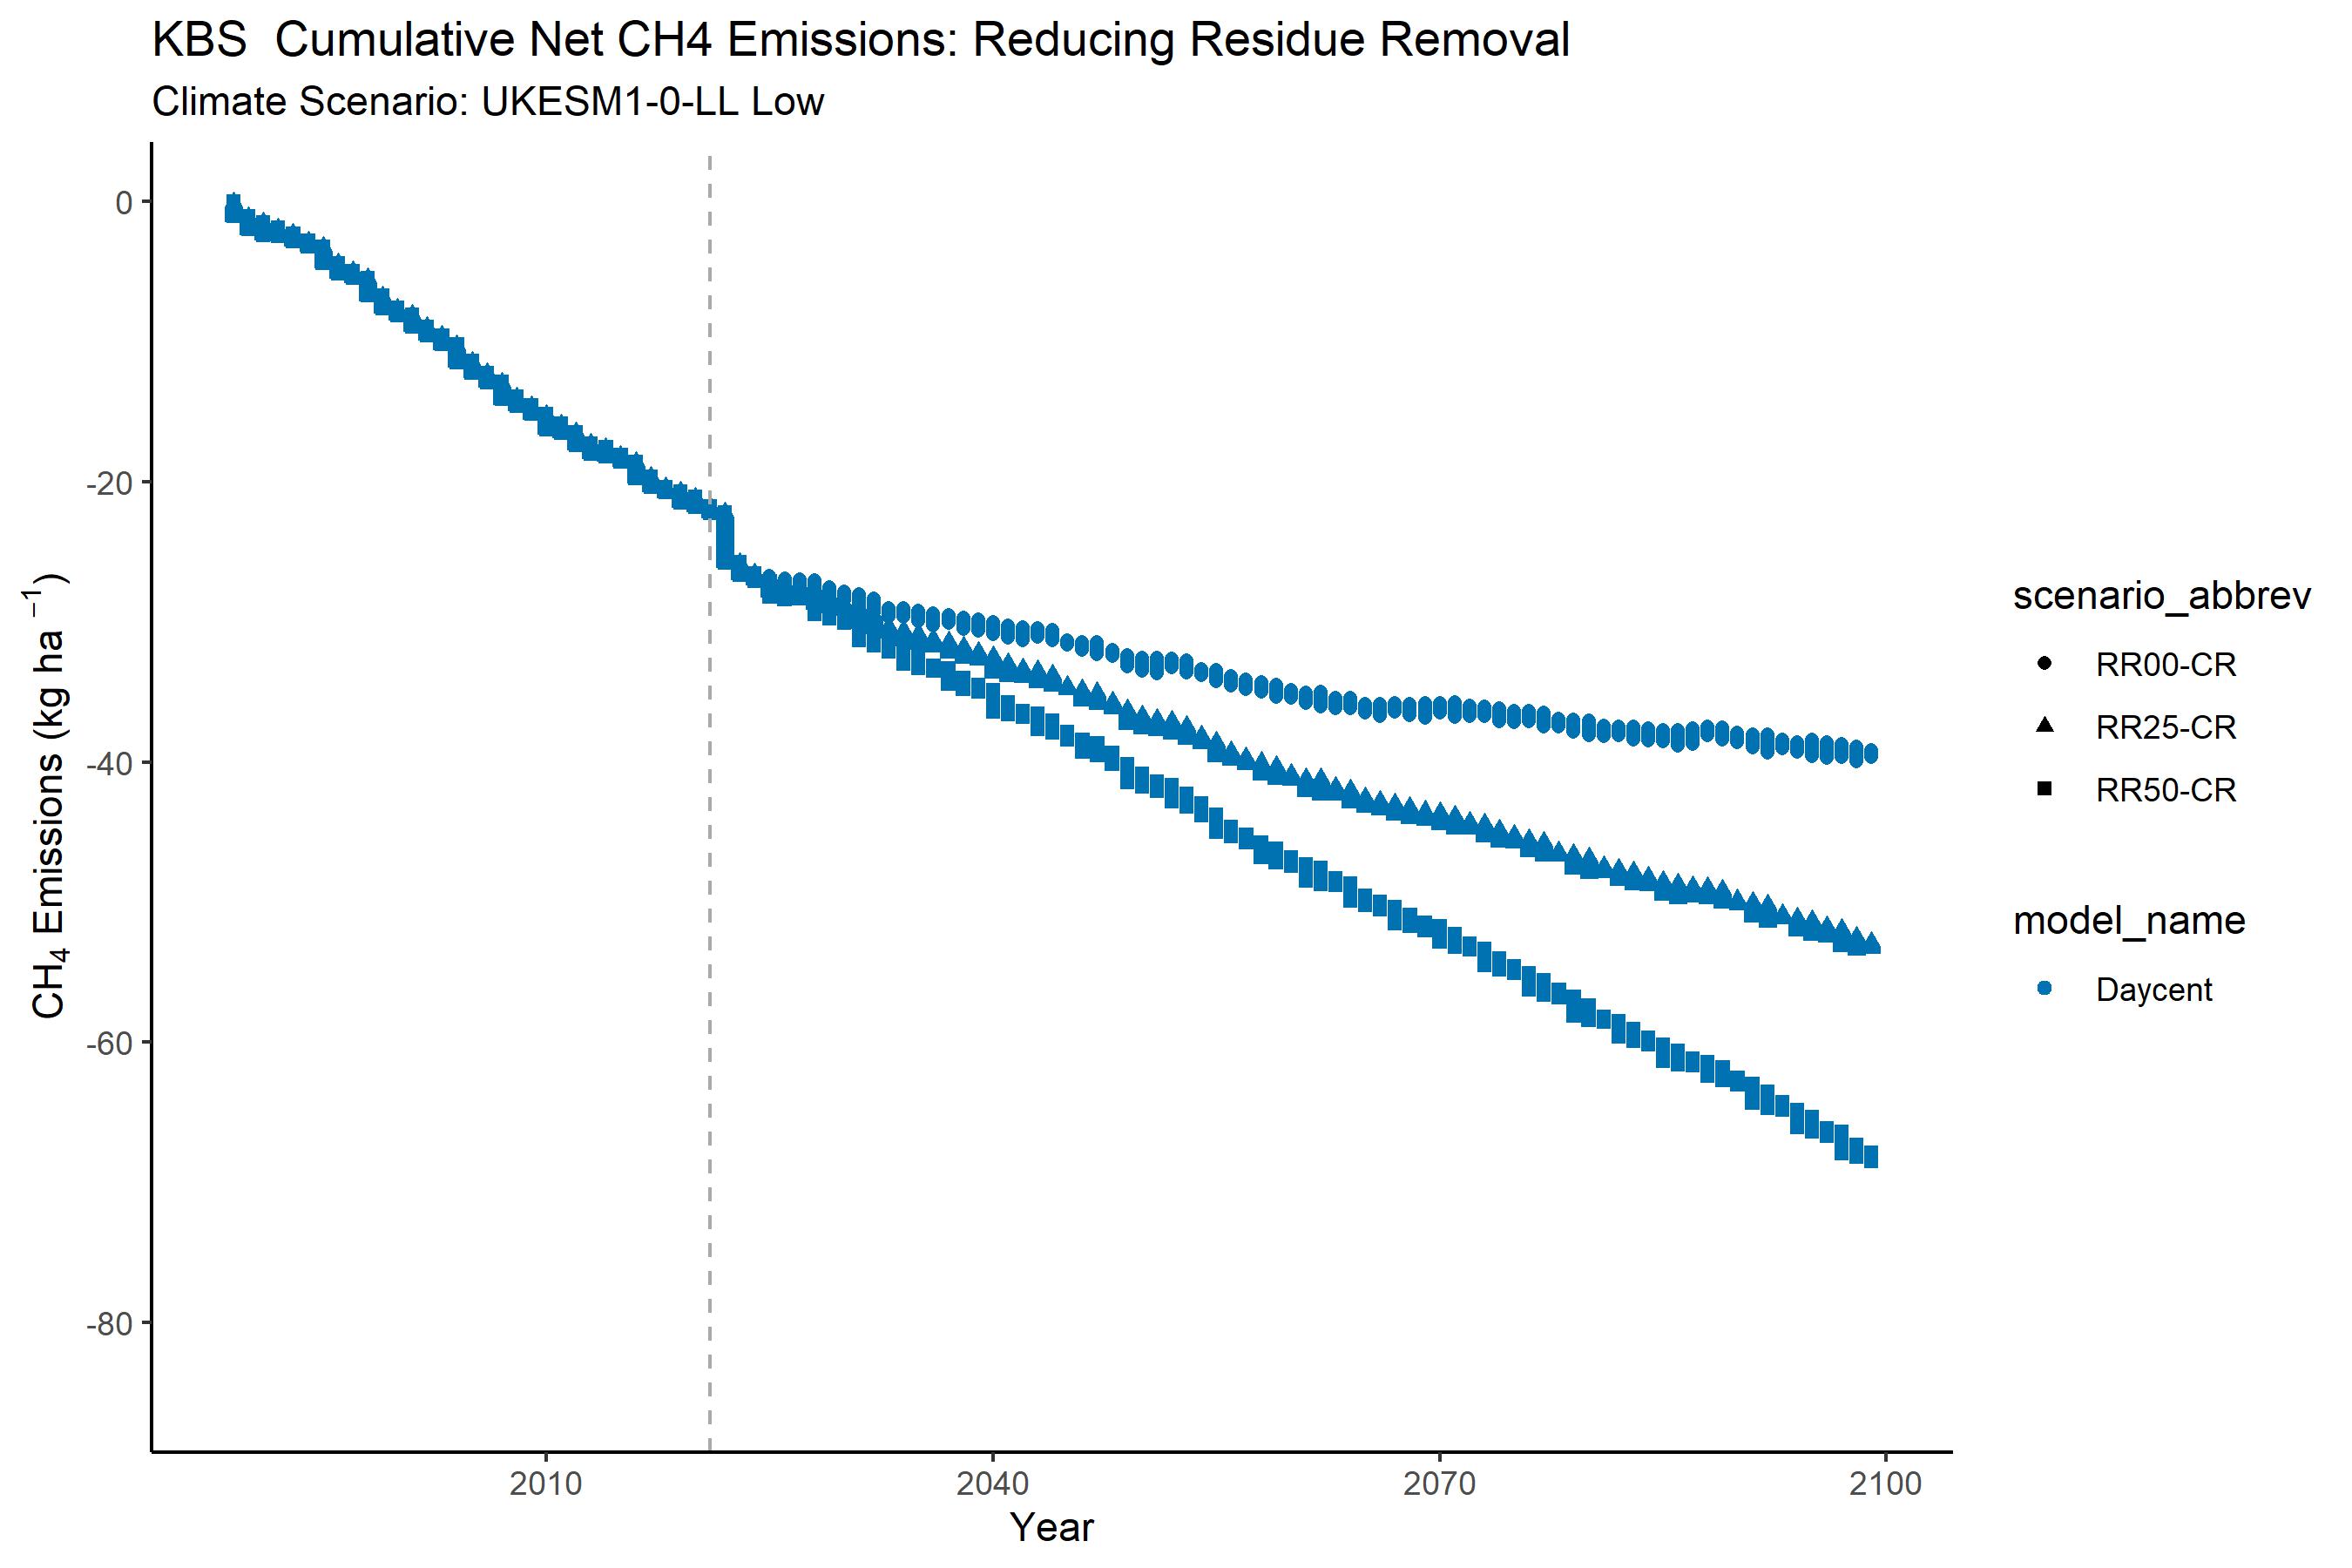 KBS  Cumulative Net CH4 Emissions: Reducing Residue Removal
Climate Scenario: UKESM1-0-LL Low
CH₄ Emissions (kg ha ⁻¹)
0
-20
-40
-60
-80
2010
2040
2070
2100
Year
scenario_abbrev
RR00-CR
RR25-CR
RR50-CR
model_name
Daycent